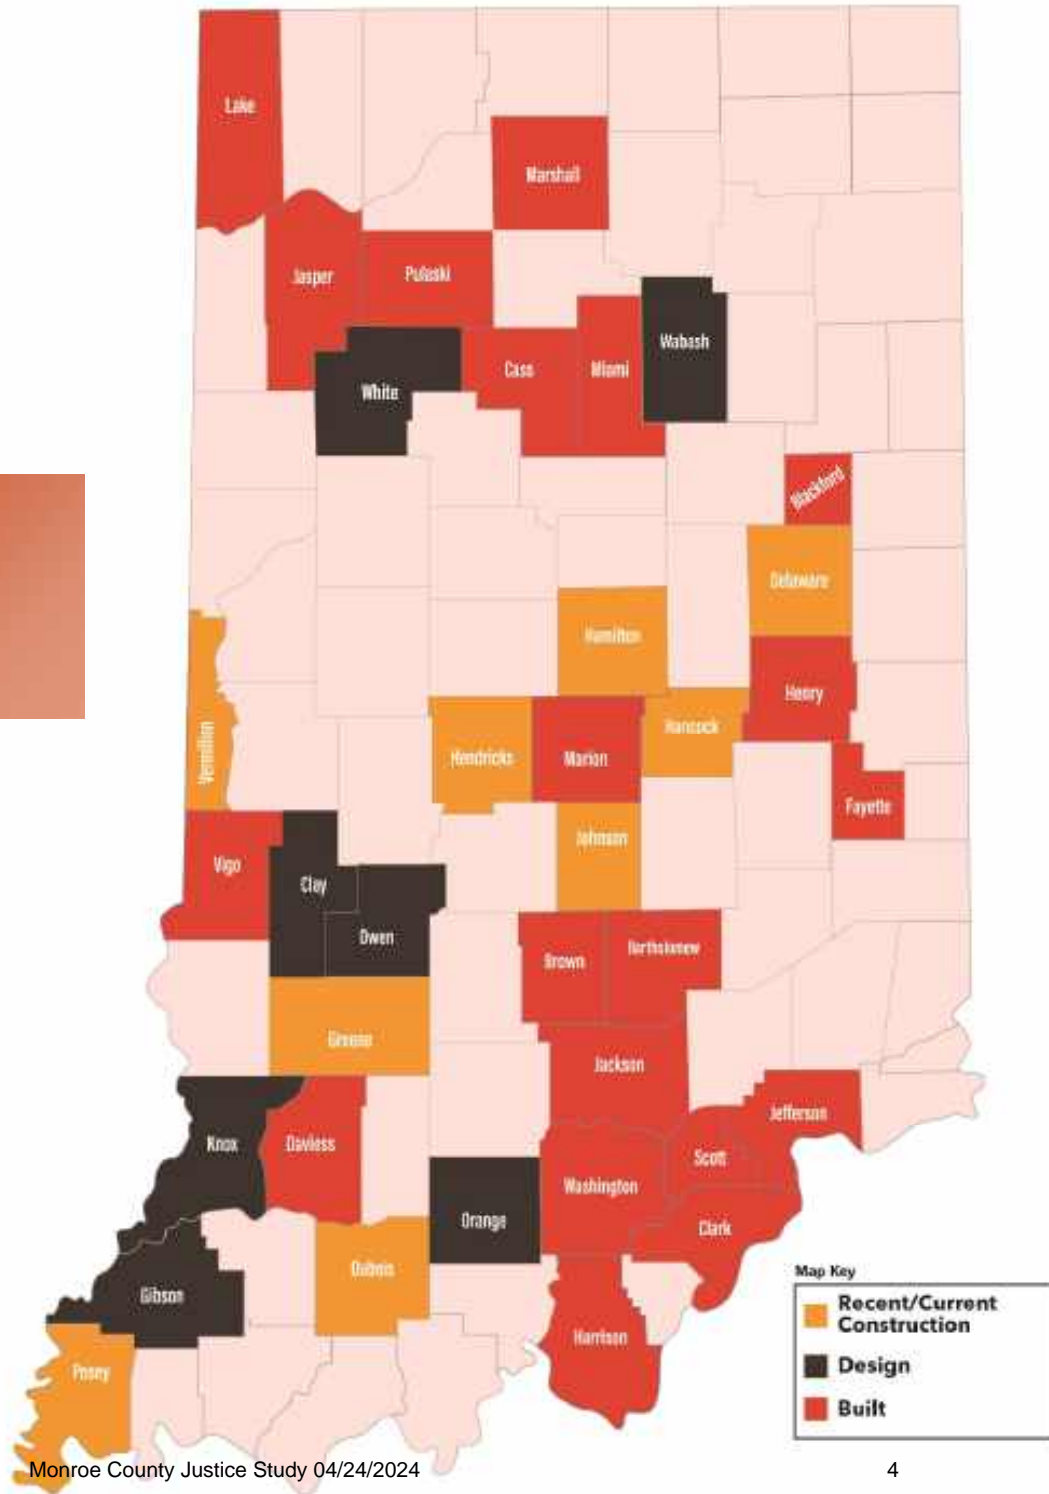 Lake
Marshall
Jasper
Pulaski
Wabash
Cass
Miami
White
Blackford
Delaware
Hamilton
Henry
Hancock
Vermillion
Hendricks
Marion
Fayette
Johnson
Vigo
Clay
Owen
Brown
Bartholomew
Greene
Jackson
Jefferson
Knox
Daviess
Scott
Washington
Orange
Clark
Dubois
Gibson
Harrison
Posey
Map Key
Recent/Current
Construction
Design
Built
Monroe County Justice Study 04/24/2024
4